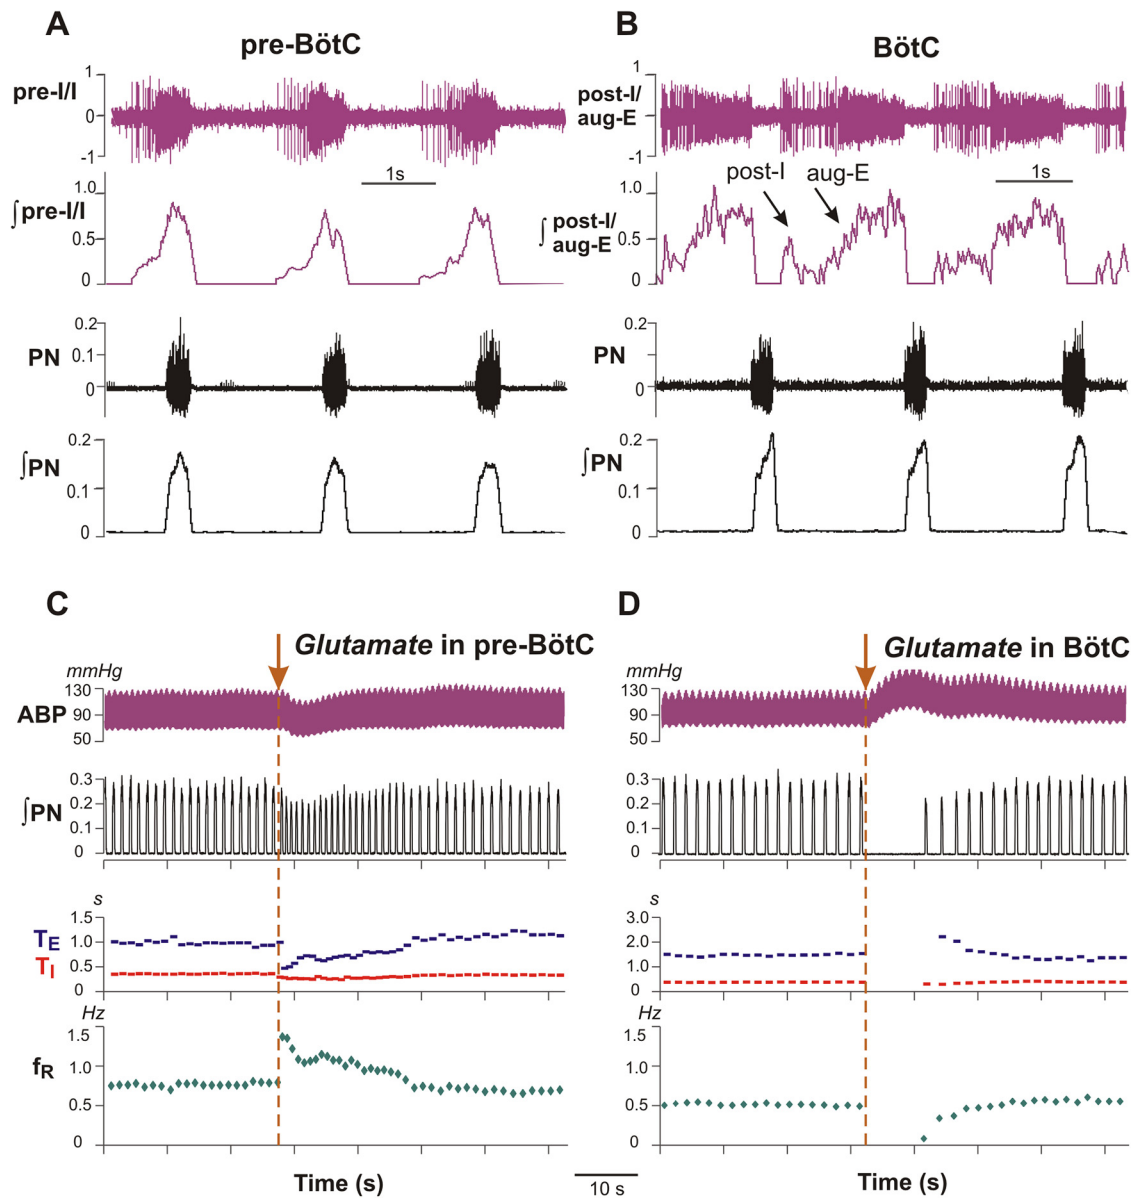 A
pre-BötC
pre-I/I
1
0
-1
1s
∫pre-I/I
1.0
0.5
0
PN
0.2
0.1
0
∫PN
0.2
0.1
0
B
BötC
post-I/
aug-E
1
0
-1
post-I
aug-E
1s
∫ post-I/
aug-E
1.0
0.5
0
PN
0.2
0.1
0
∫PN
0.2
0.1
0
C
Glutamate in pre-BötC
mmHg
ABP
130
90
50
∫PN
0.3
0.2
0.1
0
s
TE
TI
1.5
1.0
0.5
0
Hz
fR
1.5
1.0
0.5
0
Time (s)
10 s
D
Glutamate in BötC
mmHg
130
90
50
0.3
0.2
0.1
0
s
3.0
2.0
1.0
0
Hz
1.5
1.0
0.5
0
Time (s)